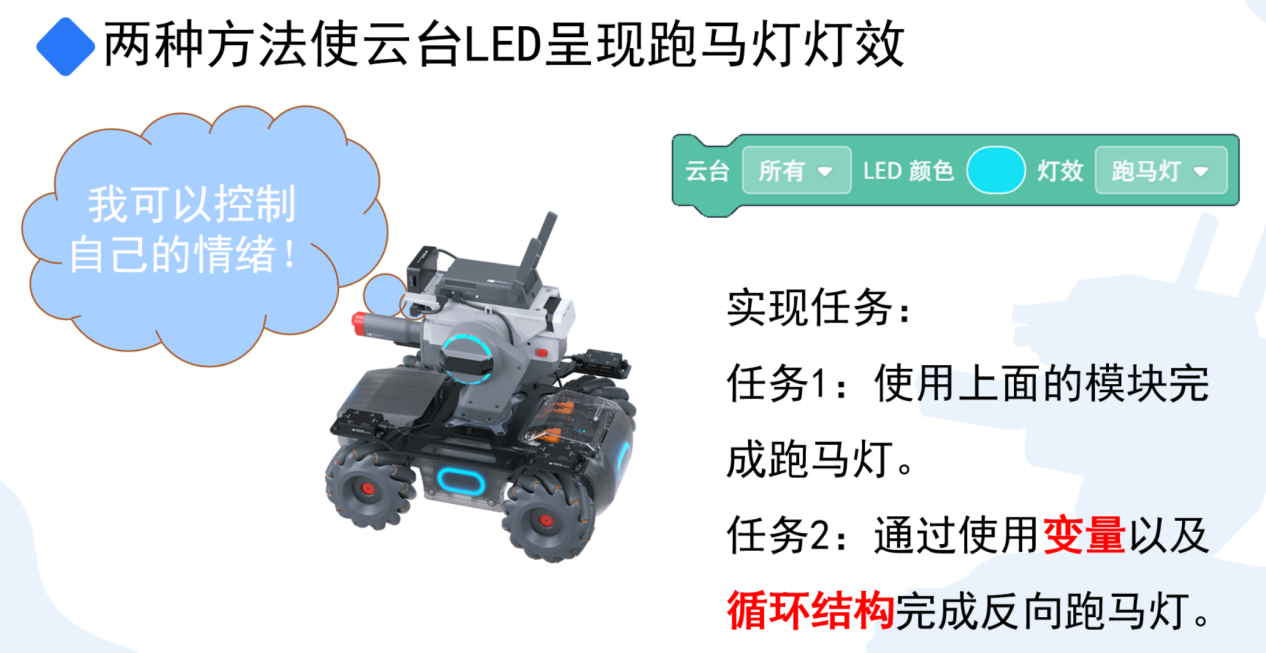 两种方法使云台LED呈现跑马灯灯效
我可以控制
自己的情绪！
云台 所有 LED 颜色 灯效 跑马灯
实现任务：
任务1：使用上面的模块完
成跑马灯。
任务2：通过使用变量以及
循环结构完成反向跑马灯。